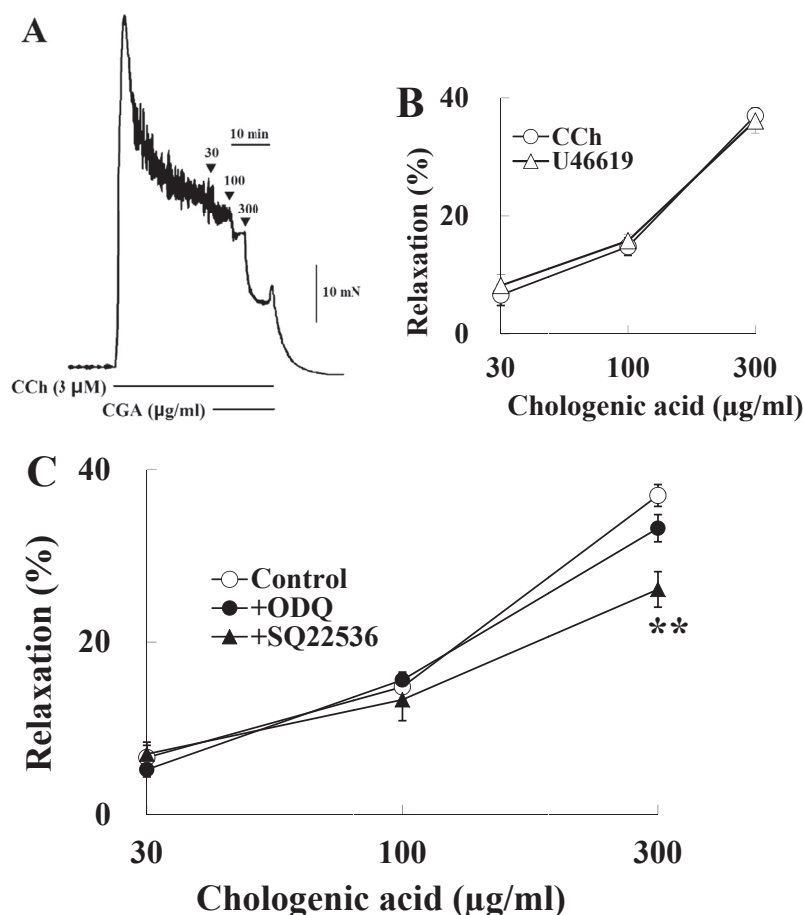 A
10 min
30
100
300
10 mN
CCh (3 μM)
CGA (μg/ml)
B
40
CCh
U46619
20
0
Relaxation (%)
30 100 300
Chologenic acid (μg/ml)
C
40
Control
+ODQ
20
+SQ22536
**
0
Relaxation (%)
30 100 300
Chologenic acid (μg/ml)